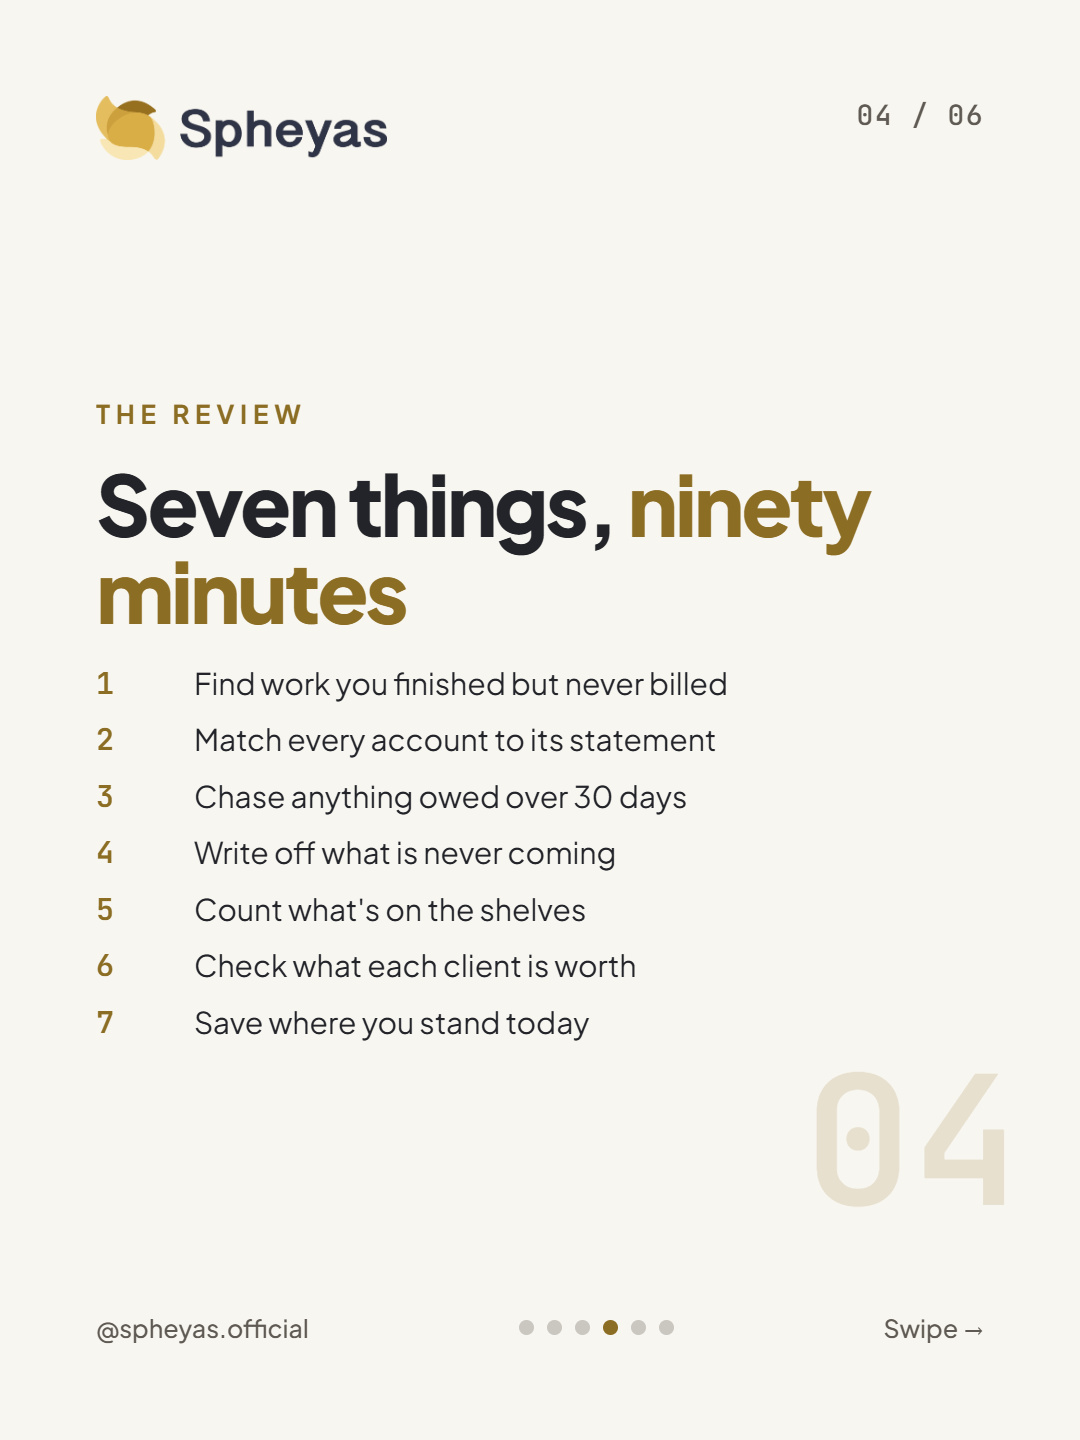 Spheyas
04 / 06
THE REVIEW
Seven things, ninety
minutes
1 Find work you finished but never billed
2 Match every account to its statement
3 Chase anything owed over 30 days
4 Write off what is never coming
5 Count what's on the shelves
6 Check what each client is worth
7 Save where you stand today
04
@spheyas.official
Swipe →